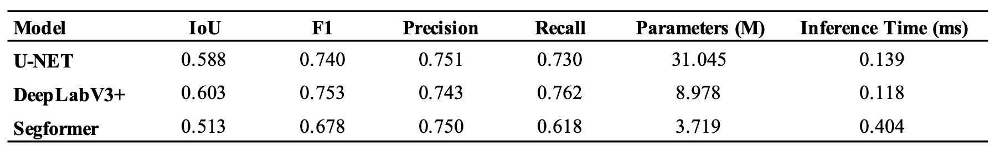 Model IoU F1 Precision Recall Parameters (M) Inference Time (ms)
U-NET 0.588 0.740 0.751 0.730 31.045 0.139
DeepLabV3+ 0.603 0.753 0.743 0.762 8.978 0.118
Segformer 0.513 0.678 0.750 0.618 3.719 0.404